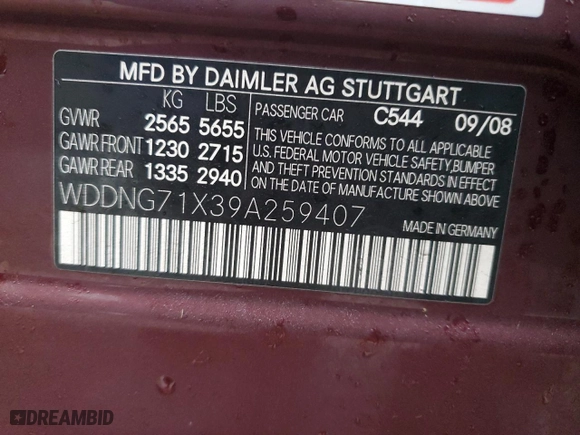 MFD BY DAIMLER AG STUTTGART
KG LBS PASSENGER CAR C544 09/08
GVWR 2565 5655 THIS VEHICLE CONFORMS TO ALL APPLICABLE
GAWR FRONT 1230 2715 U.S. FEDERAL MOTOR VEHICLE SAFETY, BUMPER
GAWR REAR 1335 2940 AND THEFT PREVENTION STANDARDS IN EFFECT
ON THE DATE OF MANUFACTURE SHOWN ABOVE.
WDDNG71X39A259407
MADE IN GERMANY
DREAMBID